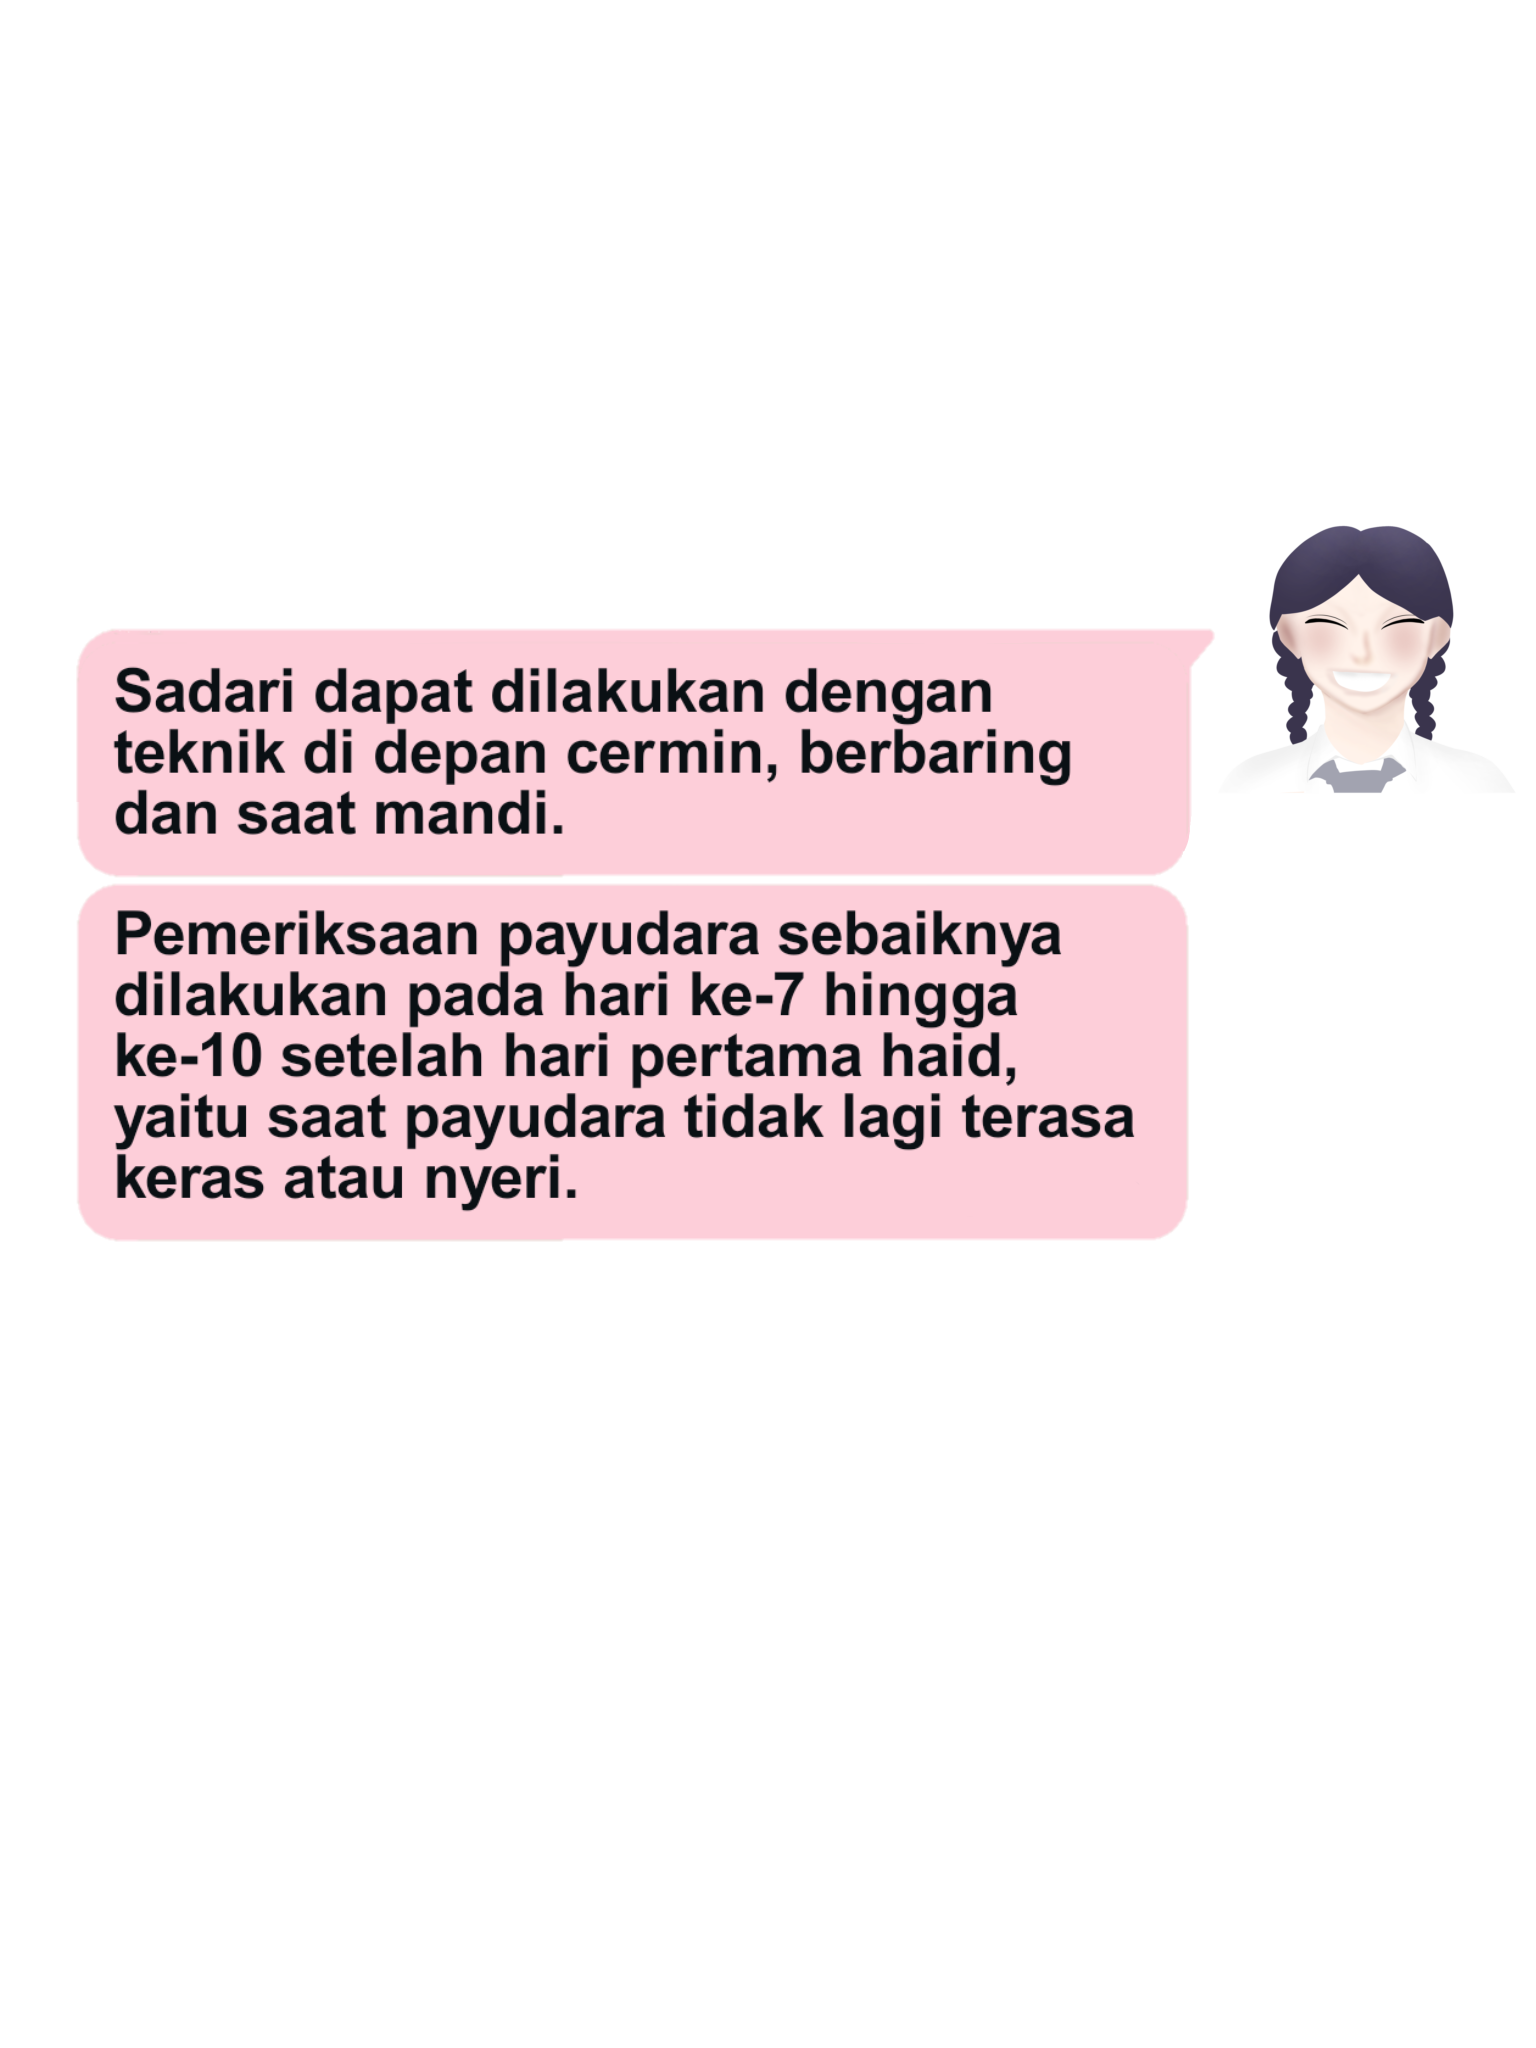 Sadari dapat dilakukan dengan
teknik di depan cermin, berbaring
dan saat mandi.
Pemeriksaan payudara sebaiknya
dilakukan pada hari ke-7 hingga
ke-10 setelah hari pertama haid,
yaitu saat payudara tidak lagi terasa
keras atau nyeri.